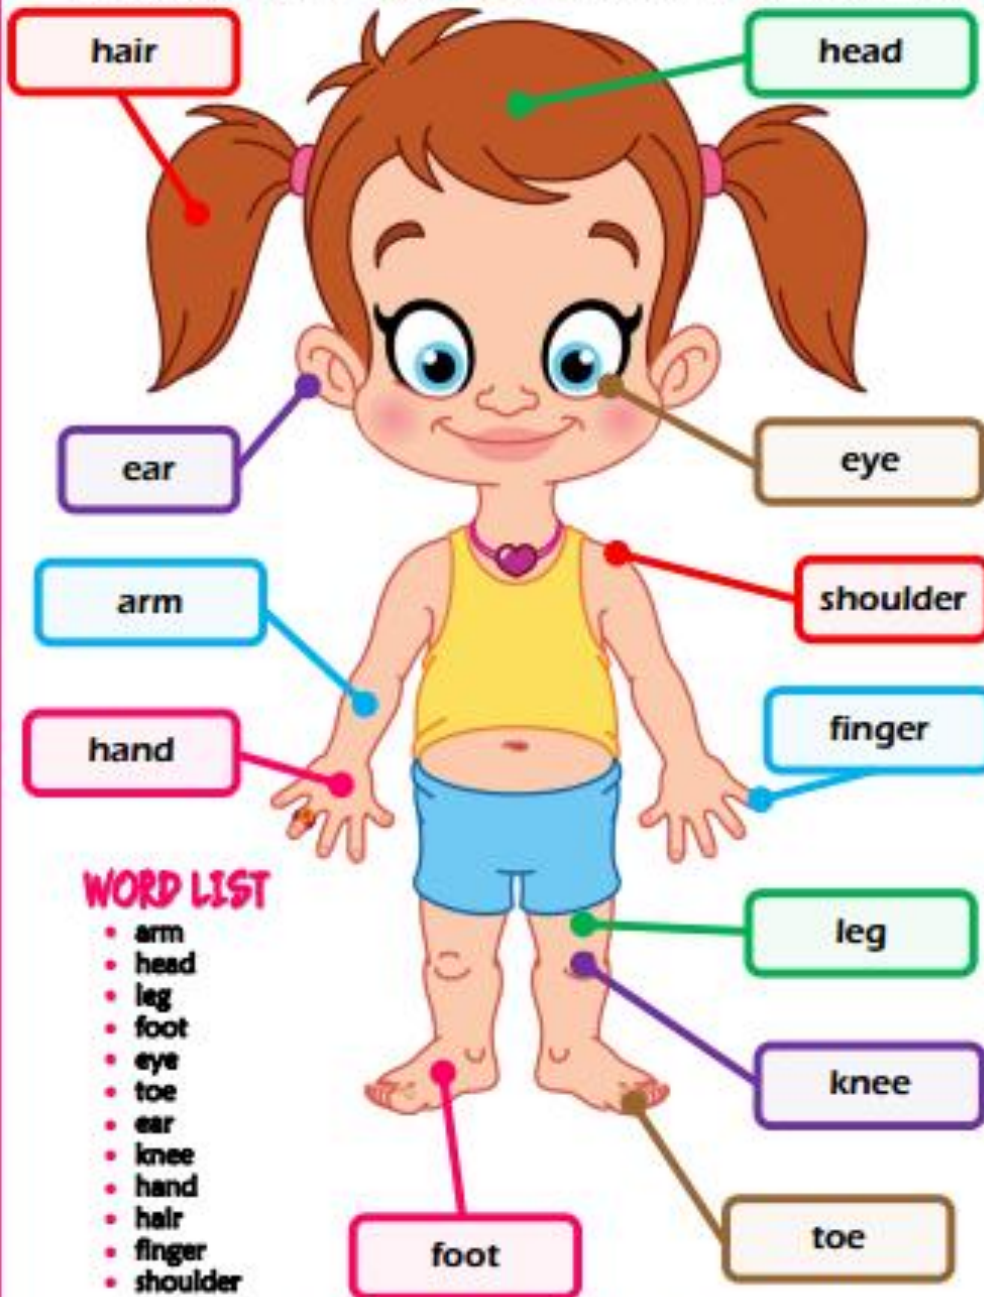 hair
head
ear
eye
arm
shoulder
hand
finger
WORD LIST
• arm
• head
• leg
• foot
• eye
• toe
• ear
• knee
• hand
• hair
• finger
• shoulder
leg
knee
foot
toe